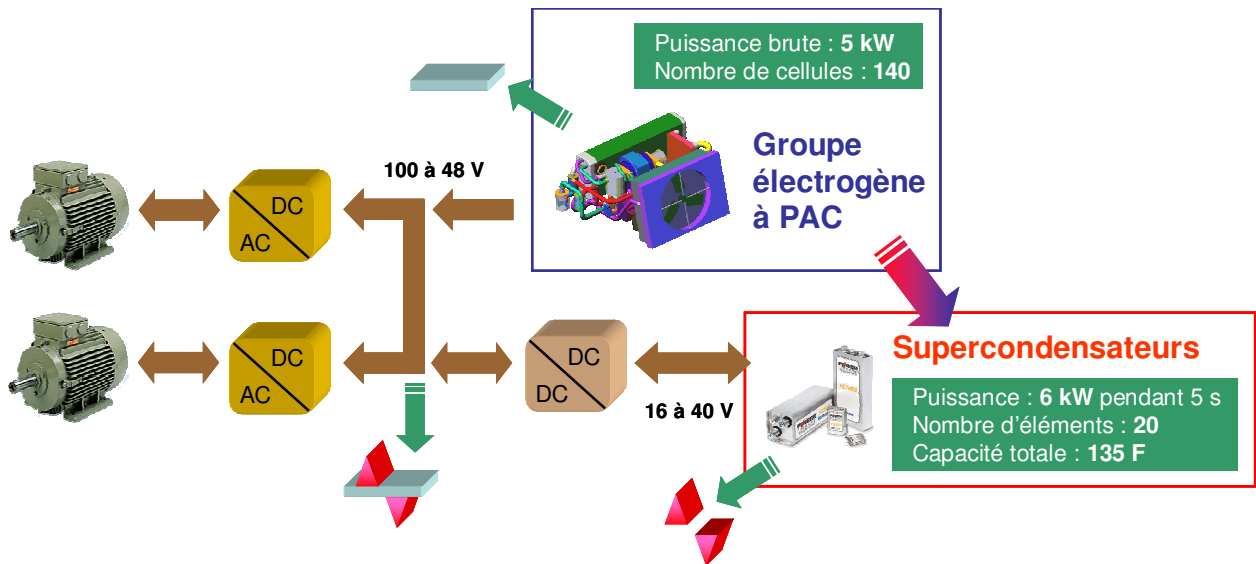 Puissance brute : 5 kW
Nombre de cellules : 140
Groupe
électrogène
à PAC
100 à 48 V
DC
AC
DC
AC
DC
DC
16 à 40 V
Supercondensateurs
Puissance : 6 kW pendant 5 s
Nombre d'éléments : 20
Capacité totale : 135 F